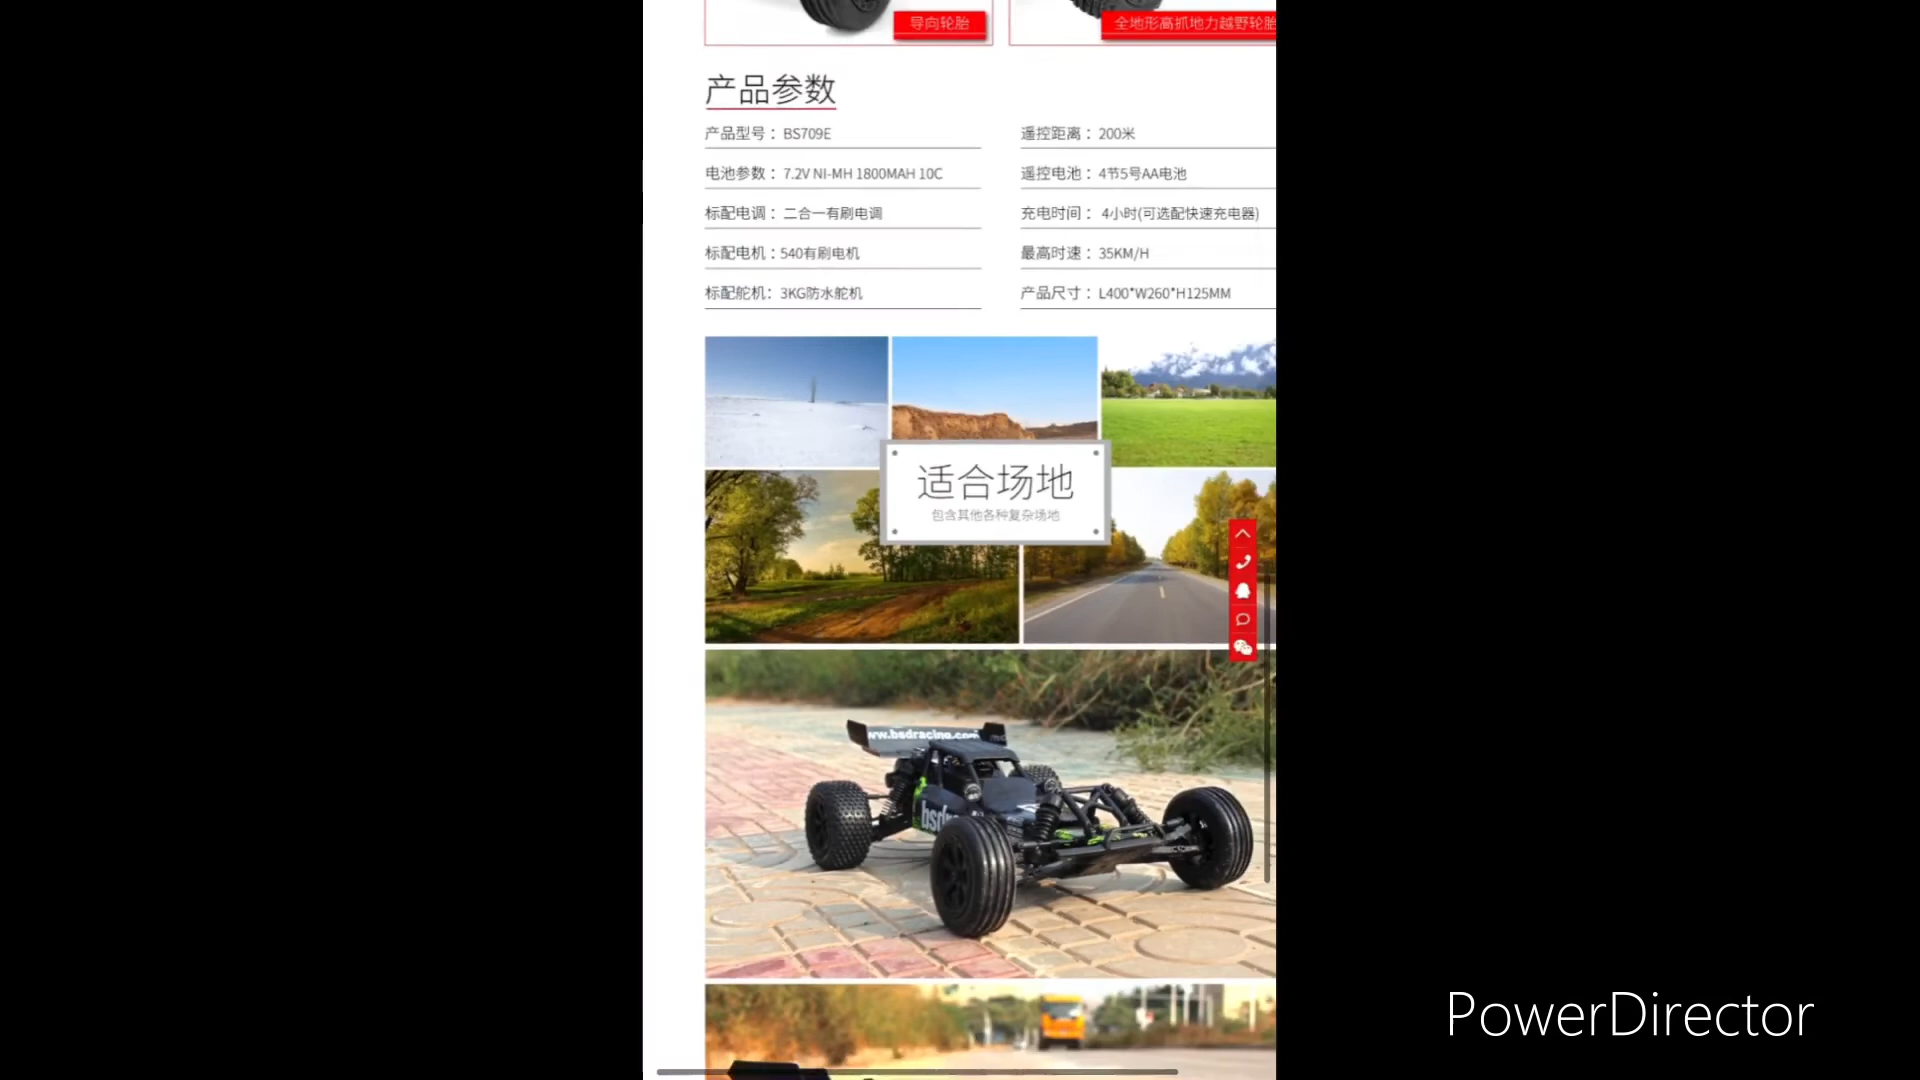 导向轮胎
全地形高抓地力越野轮胎
产品参数
产品型号： BS709E
遥控距离： 200米
电池参数： 7.2V NI-MH 1800MAH 10C
遥控电池： 4节5号AA电池
标配电调： 二合一有刷电调
充电时间： 4小时(可选配快速充电器)
标配电机：540有刷电机
最高时速： 35KM/H
标配舵机: 3KG防水舵机
产品尺寸： L400*W260*H125MM
适合场地
包含其他各种复杂场地
www.bsdracing.com
bsdr
PowerDirector